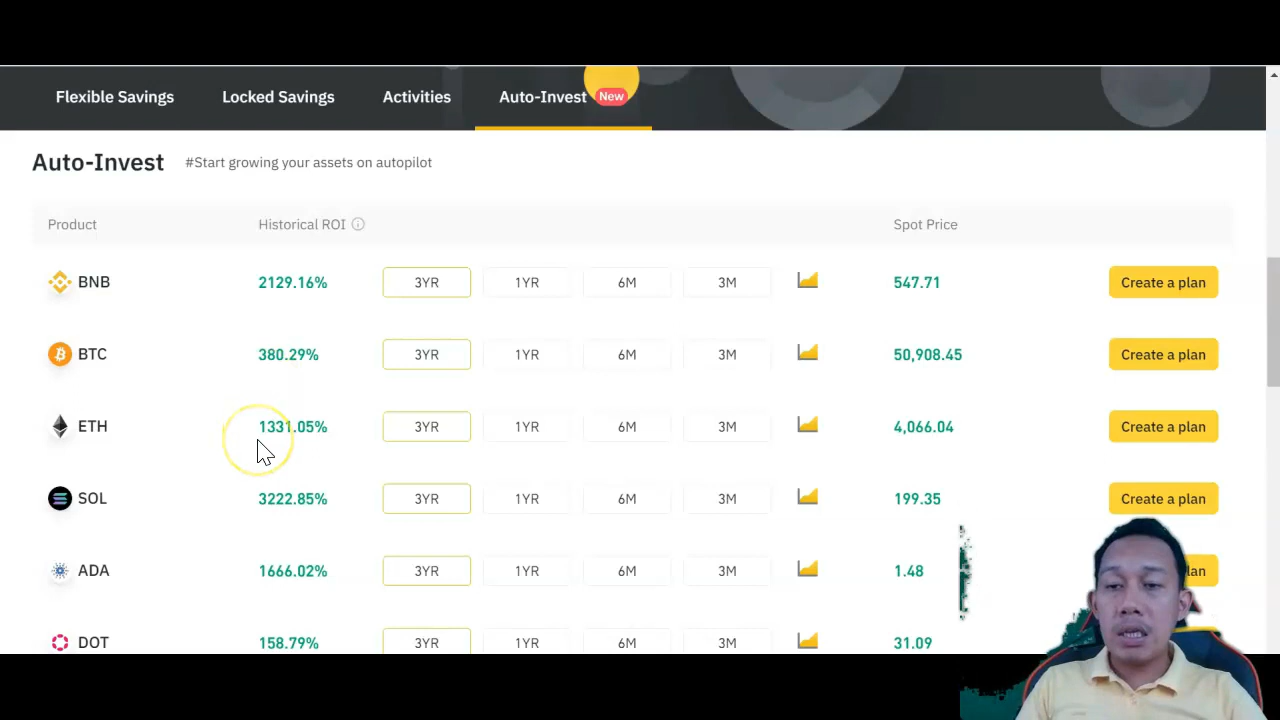 Flexible Savings Locked Savings Activities Auto-Invest New
Auto-Invest #Start growing your assets on autopilot
Product Historical ROI Spot Price
BNB 2129.16% 3YR 1YR 6M 3M 547.71 Create a plan
BTC 380.29% 3YR 1YR 6M 3M 50,908.45 Create a plan
ETH 1331.05% 3YR 1YR 6M 3M 4,066.04 Create a plan
SOL 3222.85% 3YR 1YR 6M 3M 199.35 Create a plan
ADA 1666.02% 3YR 1YR 6M 3M 1.48
DOT 158.79% 3YR 1YR 6M 3M 31.09